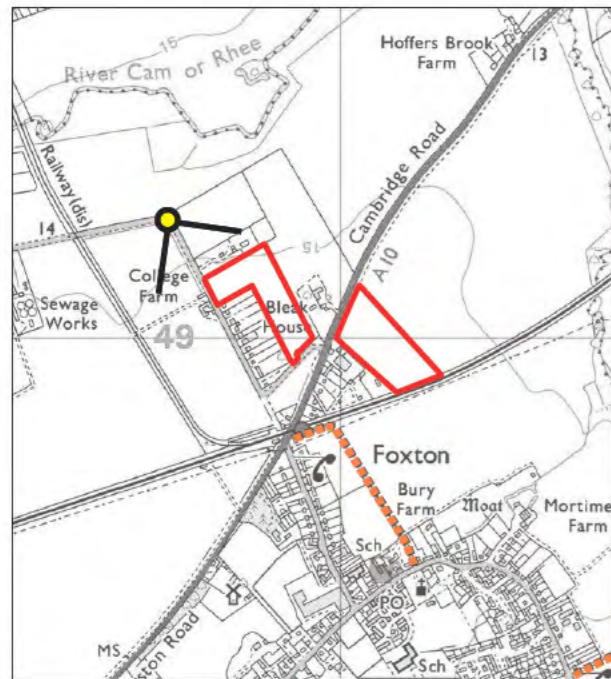 Hoffers Brook
Farm
13
15
River Cam or Rhee
Railway (dis)
Cambridge Road
A10
14
15
College
Farm
Bleak
House
Sewage
Works
49
Foxton
Bury
Farm
Moat
Mortime
Farm
Sch
PO
MS
ston Road
Sch